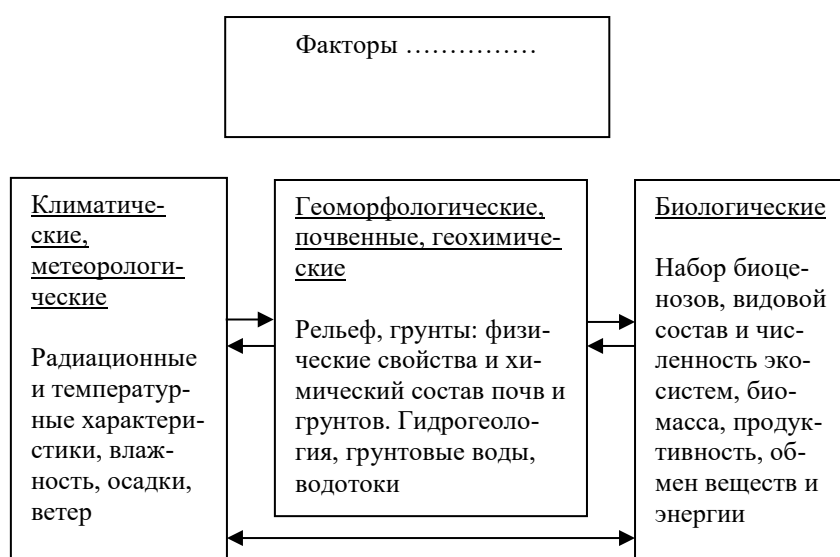 Факторы ……………
Климатиче-
ские,
метеорологи-
ческие
Радиационные
и температур-
ные характери-
стики, влаж-
ность, осадки,
ветер
Геоморфологические,
почвенные, геохимиче-
ские
Рельеф, грунты: физи-
ческие свойства и хи-
мический состав почв и
грунтов. Гидрогеоло-
гия, грунтовые воды,
водотоки
Биологические
Набор биоце-
нозов, видовой
состав и чис-
ленность эко-
систем, био-
масса, продук-
тивность, об-
мен веществ и
энергии